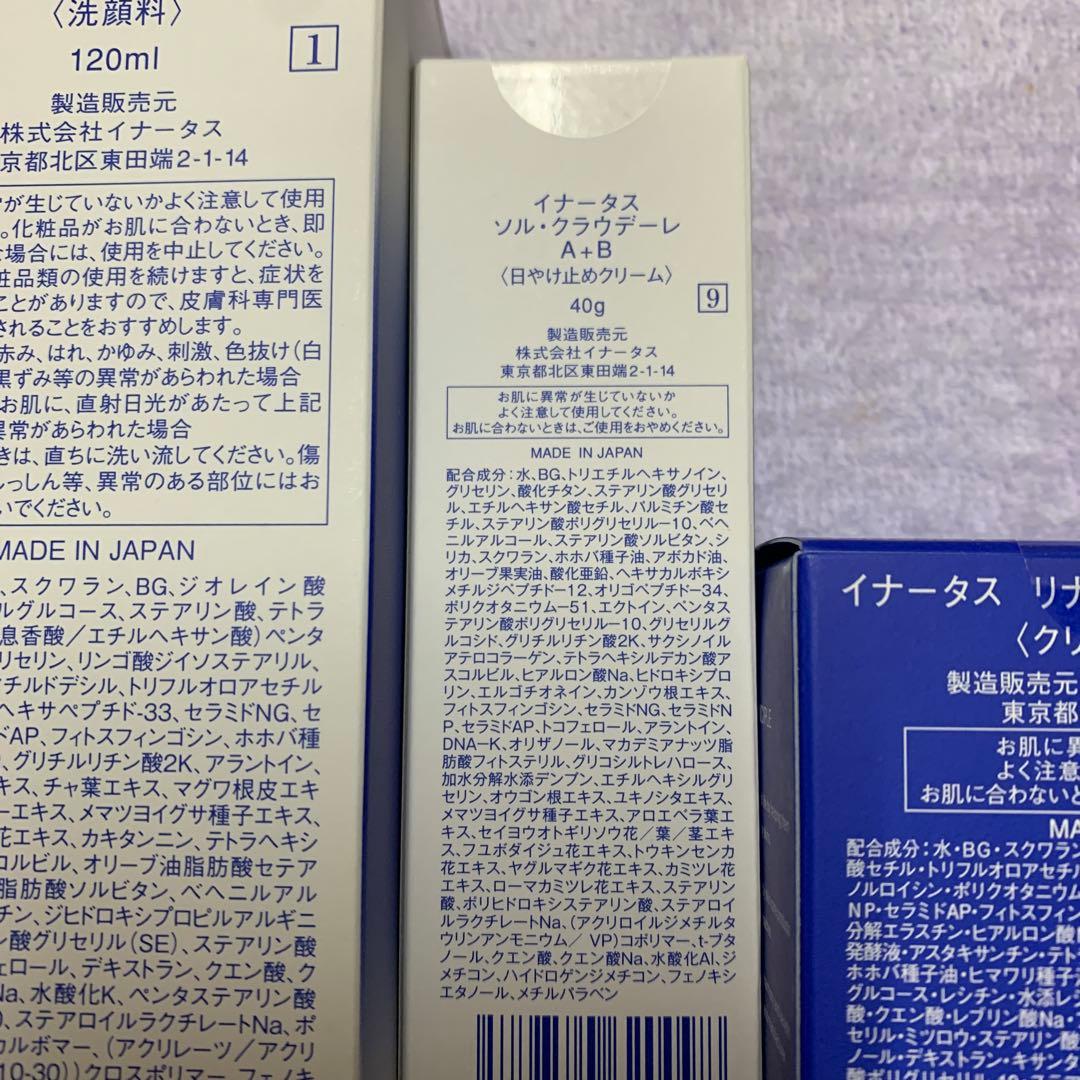 〈洗顔料〉
120ml
1
製造販売元
株式会社イナータス
京都北区東田端2-1-14
が生じていないかよく注意して使用
。化粧品がお肌に合わないとき、即
場合には、使用を中止してください。
粧品類の使用を続けますと、症状を
ことがありますので、皮膚科専門医
されることをおすすめします。
赤み、はれ、かゆみ、刺激、色抜け(白
黒ずみ等の異常があらわれた場合
お肌に、直射日光があたって上記
異常があらわれた場合
きは、直ちに洗い流してください。傷
しっしん等、異常のある部位にはお
いでください。
MADE IN JAPAN
、スクワラン、BG、ジオレイン酸
ルグルコース、ステアリン酸、テトラ
息香酸/エチルヘキサン酸)ペンタ
リセリン、リンゴ酸ジイソステアリル、
チルドデシル、トリフルオロアセチル
ヘキサペプチド-33、セラミドNG、セ
ドAP、フィトスフィンゴシン、ホホバ種
、グリチルリチン酸2K、アラントイン、
キス、チャ葉エキス、マグワ根皮エキ
ーエキス、メマツヨイグサ種子エキス、
花エキス、カキタンニン、テトラヘキシ
コルビル、オリーブ油脂肪酸セテア
脂肪酸ソルビタン、ベヘニルアル
チン、ジヒドロキシプロピルアルギニ
ン酸グリセリル(SE)、ステアリン酸
ェロール、デキストラン、クエン酸、ク
Na、水酸化K、ペンタステアリン酸
、ステアロイルラクチレートNa、ポ
カルボマー、(アクリレーツ/アクリ
10-30))クロスポリマー、フェノキ
イナータス
ソル・クラウデーレ
A+B
〈日やけ止めクリーム〉
40g
9
製造販売元
株式会社イナータス
東京都北区東田端2-1-14
お肌に異常が生じていないか
よく注意して使用してください。
お肌に合わないときは、ご使用をおやめください。
MADE IN JAPAN
配合成分:水、BG、トリエチルヘキサノイン、
グリセリン、酸化チタン、ステアリン酸グリセリ
ル、エチルヘキサン酸セチル、パルミチン酸セ
チル、ステアリン酸ポリグリセリル-10、ベヘ
ニルアルコール、ステアリン酸ソルビタン、シ
リカ、スクワラン、ホホバ種子油、アボカド油、
オリーブ果実油、酸化亜鉛、ヘキサカルボキシ
メチルジペプチド-12、オリゴペプチド-34、
ポリクオタニウム-51、エクトイン、ペンタス
テアリン酸ポリグリセリル-10、グリセリルグ
ルコシド、グリチルリチン酸2K、サクシノイル
アテロコラーゲン、テトラヘキシルデカン酸ア
スコルビル、ヒアルロン酸Na、ヒドロキシプロ
リン、エルゴチオネイン、カンゾウ根エキス、
フィトスフィンゴシン、セラミドNG、セラミドN
P、セラミドAP、トコフェロール、アラントイン、
DNA-K、オリザノール、マカデミアナッツ脂
肪酸フィトステリル、グリコシルトレハロース、
加水分解水添デンプン、エチルヘキシルグリ
セリン、オウゴン根エキス、ユキノシタエキス、
メマツヨイグサ種子エキス、アロエベラ葉エキ
ス、セイヨウオトギリソウ花/葉/茎エキ
ス、フユボダイジュ花エキス、トウキンセンカ
花エキス、ヤグルマギク花エキス、カミツレ花
エキス、ローマカミツレ花エキス、ステアリン
酸、ポリヒドロキシステアリン酸、ステアロイ
ルラクチレートNa、(アクリロイルジメチルタ
ウリンアンモニウム/VP)コポリマー、t-ブタ
ノール、クエン酸、クエン酸Na、水酸化Al、ジ
メチコン、ハイドロゲンジメチコン、フェノキシ
エタノール、メチルパラベン
イナータス リナ
〈クリ
製造販売元
東京都
お肌に異
よく注意
お肌に合わないと
MA
配合成分:水・BG・スクワラン
酸セチル・トリフルオロアセチル
ノルロイシン・ポリクオタニウム
NP・セラミドAP・フィトスフィン
分解エラスチン・ヒアルロン酸
発酵液・アスタキサンチン・テト
ホホバ種子油・ヒマワリ種子
グルコース・レシチン・水添レ
酸・クエン酸・レブリン酸Na・
セリル・ミツロウ・ステアリン酸
ノール・デキストラン・キサンタ
酸ポリグリセリル-10